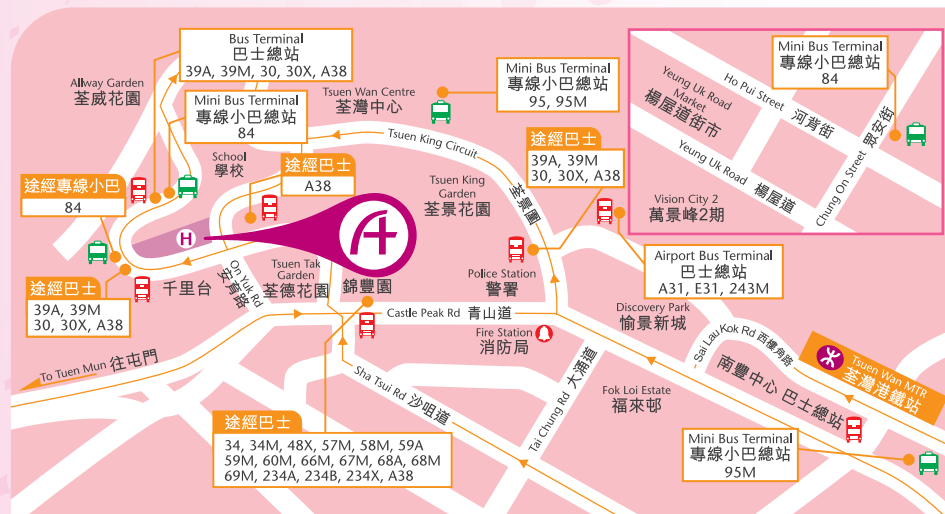 Bus Terminal
巴士總站
39A, 39M, 30, 30X, A38
Allway Garden
荃威花園
Mini Bus Terminal
專線小巴總站
84
Tsuen Wan Centre
荃灣中心
Mini Bus Terminal
專線小巴總站
95, 95M
Mini Bus Terminal
專線小巴總站
84
Yeung Uk Road
Market
楊屋道街市
Ho Pui Street
河背街
Yeung Uk Road
楊屋道
Chung On Street
眾安街
School
學校
途經巴士
A38
Tsuen King Circuit
荃景圍
途經巴士
39A, 39M
30, 30X, A38
Tsuen King
Garden
荃景花園
途經專線小巴
84
H
Vision City 2
萬景峰2期
Airport Bus Terminal
巴士總站
A31, E31, 243M
途經巴士
39A, 39M
30, 30X, A38
千里台
On Yuk Rd
安育路
Tsuen Tak
Garden
荃德花園
錦豐園
Police Station
警署
Castle Peak Rd 青山道
Fire Station
消防局
Discovery Park
愉景新城
Sai Lau Kok Rd 西樓角路
Tsuen Wan MTR
荃灣港鐵站
To Tuen Mun 往屯門
Sha Tsui Rd 沙咀道
Tai Chung Rd 大涌道
Fok Loi Estate
福來邨
南豐中心 巴士總站
途經巴士
34, 34M, 48X, 57M, 58M, 59A
59M, 60M, 66M, 67M, 68A, 68M
69M, 234A, 234B, 234X, A38
Mini Bus Terminal
專線小巴總站
95M